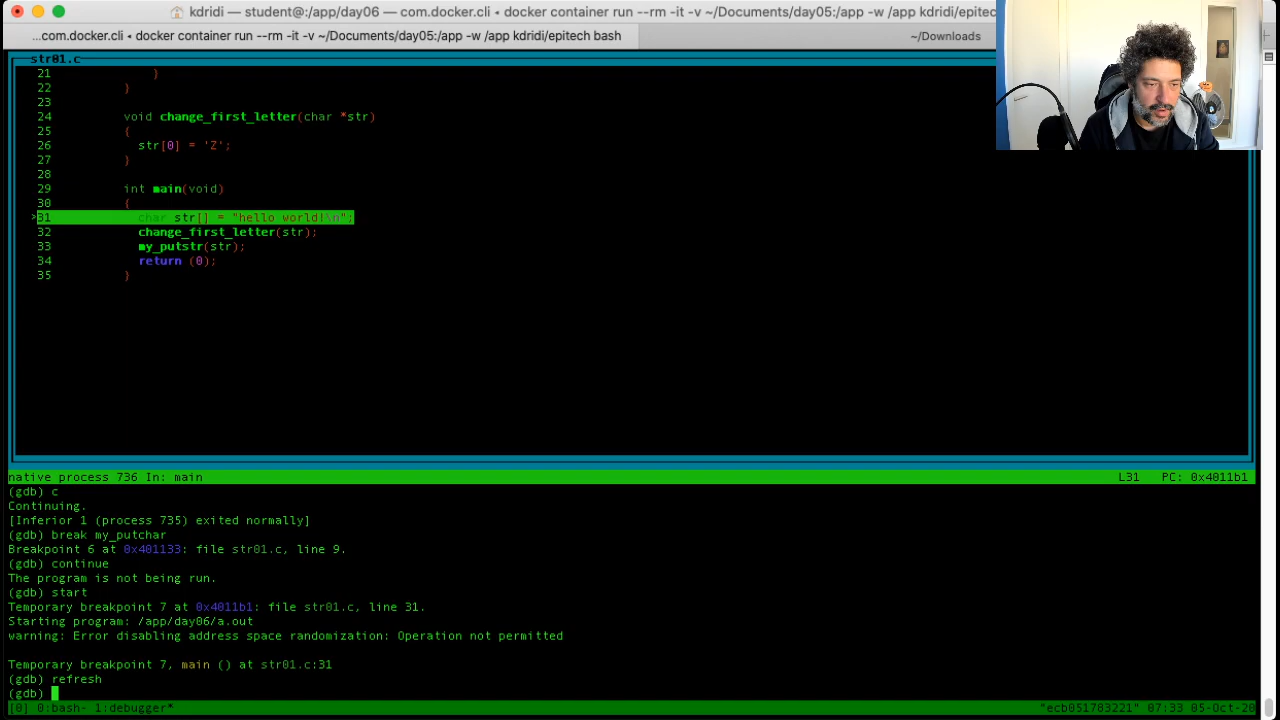 kdridi — student@:/app/day06 — com.docker.cli ◂ docker container run --rm -it -v ~/Documents/day05:/app -w /app kdridi/epitec
...com.docker.cli ◂ docker container run --rm -it -v ~/Documents/day05:/app -w /app kdridi/epitech bash
~/Downloads
str01.c
21 }
22 }
23
24 void change_first_letter(char *str)
25 {
26 str[0] = 'Z';
27 }
28
29 int main(void)
30 {
>31 char str[] = "hello world!\n";
32 change_first_letter(str);
33 my_putstr(str);
34 return (0);
35 }
native process 736 In: main L31 PC: 0x4011b1
(gdb) c
Continuing.
[Inferior 1 (process 735) exited normally]
(gdb) break my_putchar
Breakpoint 6 at 0x401133: file str01.c, line 9.
(gdb) continue
The program is not being run.
(gdb) start
Temporary breakpoint 7 at 0x4011b1: file str01.c, line 31.
Starting program: /app/day06/a.out
warning: Error disabling address space randomization: Operation not permitted
Temporary breakpoint 7, main () at str01.c:31
(gdb) refresh
(gdb)
[0] 0:bash- 1:debugger* "ecb051783221" 07:33 05-Oct-20